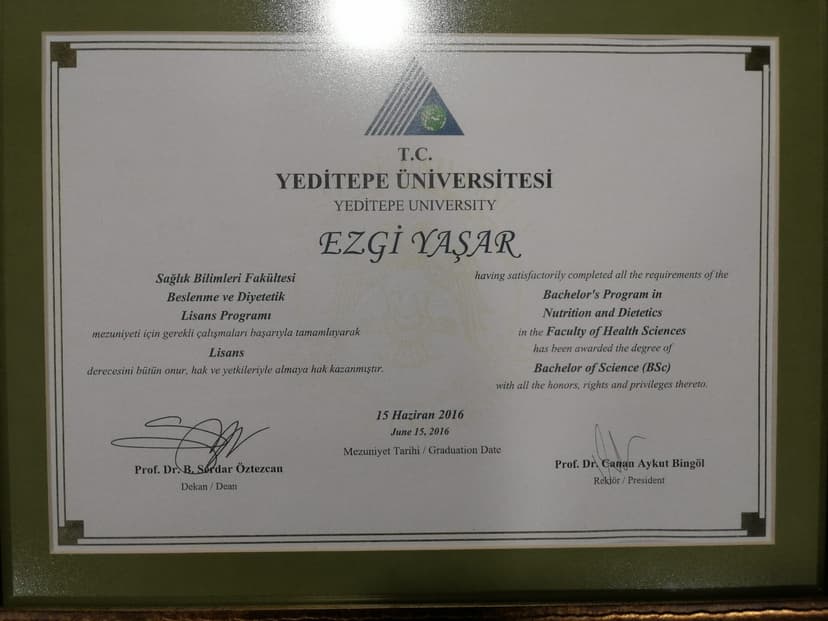 T.C.
YEDİTEPE ÜNİVERSİTESİ
YEDİTEPE UNIVERSITY
EZGİ YAŞAR
Sağlık Bilimleri Fakültesi
Beslenme ve Diyetetik
Lisans Programı
mezuniyeti için gerekli çalışmaları başarıyla tamamlayarak
Lisans
derecesini bütün onur, hak ve yetkileriyle almaya hak kazanmıştır.
having satisfactorily completed all the requirements of the
Bachelor's Program in
Nutrition and Dietetics
in the Faculty of Health Sciences
has been awarded the degree of
Bachelor of Science (BSc)
with all the honors, rights and privileges thereto.
15 Haziran 2016
June 15, 2016
Mezuniyet Tarihi / Graduation Date
Prof. Dr. B. Serdar Öztezcan
Dekan / Dean
Prof. Dr. Canan Aykut Bingöl
Rektör / President